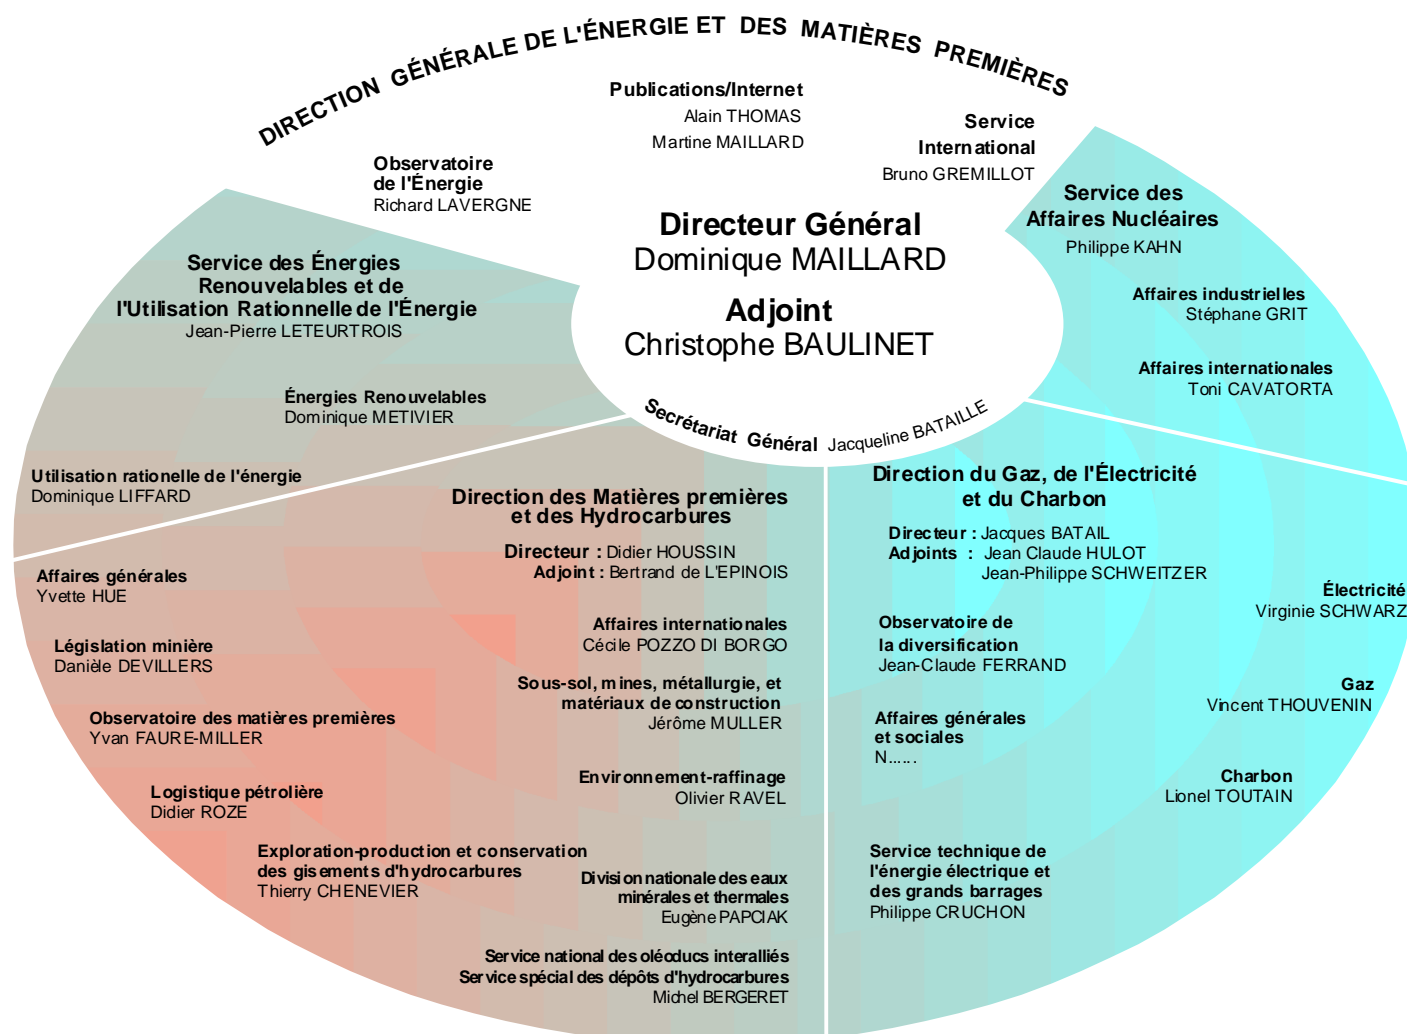 DIRECTION GÉNÉRALE DE L'ÉNERGIE ET DES MATIÈRES PREMIÈRES
Publications/Internet
Alain THOMAS
Martine MAILLARD
Service
International
Bruno GREMILLOT
Observatoire
de l'Énergie
Richard LAVERGNE
Directeur Général
Dominique MAILLARD
Adjoint
Christophe BAULINET
Secrétariat Général Jacqueline BATAILLE
Service des
Affaires Nucléaires
Philippe KAHN
Affaires industrielles
Stéphane GRIT
Affaires internationales
Toni CAVATORTA
Service des Énergies
Renouvelables et de
l'Utilisation Rationnelle de l'Énergie
Jean-Pierre LETEURTROIS
Énergies Renouvelables
Dominique METIVIER
Utilisation rationelle de l'énergie
Dominique LIFFARD
Direction des Matières premières
et des Hydrocarbures
Directeur : Didier HOUSSIN
Adjoint : Bertrand de L'EPINOIS
Affaires générales
Yvette HUE
Législation minière
Danièle DEVILLERS
Observatoire des matières premières
Yvan FAURE-MILLER
Logistique pétrolière
Didier ROZE
Exploration-production et conservation
des gisements d'hydrocarbures
Thierry CHENEVIER
Affaires internationales
Cécile POZZO DI BORGO
Sous-sol, mines, métallurgie, et
matériaux de construction
Jérôme MULLER
Environnement-raffinage
Olivier RAVEL
Division nationale des eaux
minérales et thermales
Eugène PAPCIAK
Service national des oléoducs interalliés
Service spécial des dépôts d'hydrocarbures
Michel BERGERET
Direction du Gaz, de l'Électricité
et du Charbon
Directeur : Jacques BATAIL
Adjoints : Jean Claude HULOT
Jean-Philippe SCHWEITZER
Observatoire de
la diversification
Jean-Claude FERRAND
Affaires générales
et sociales
N......
Service technique de
l'énergie électrique et
des grands barrages
Philippe CRUCHON
Électricité
Virginie SCHWARZ
Gaz
Vincent THOUVENIN
Charbon
Lionel TOUTAIN